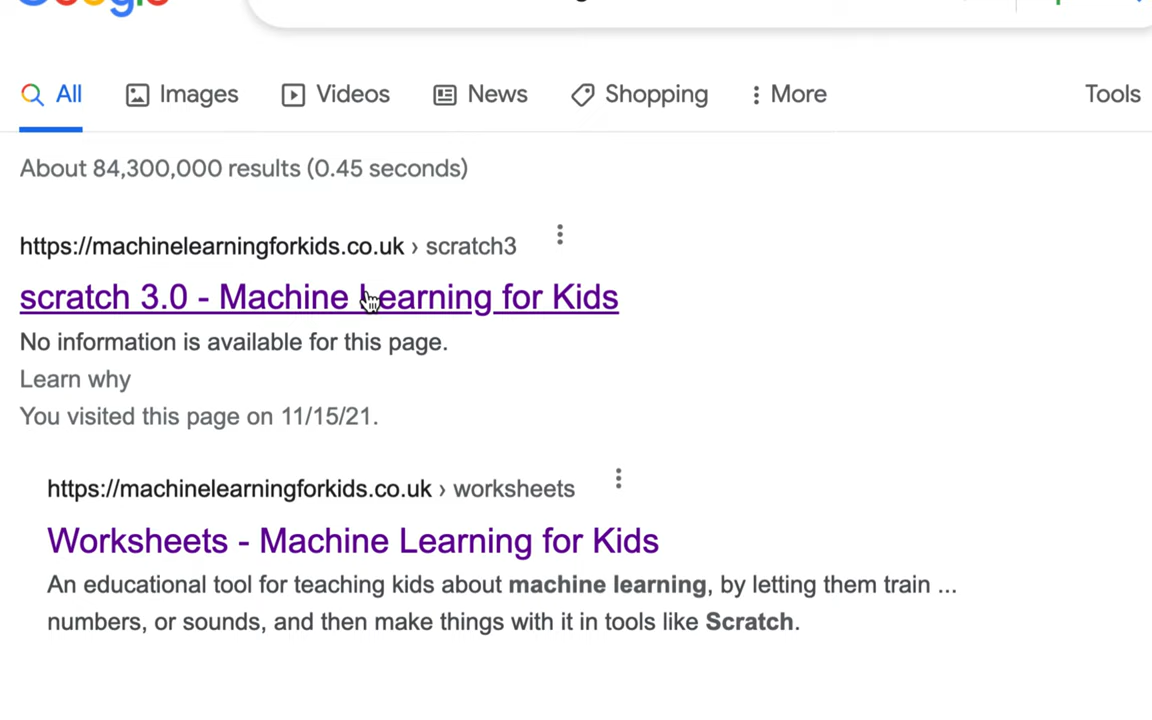 All Images Videos News Shopping More Tools
About 84,300,000 results (0.45 seconds)
https://machinelearningforkids.co.uk › scratch3
scratch 3.0 - Machine Learning for Kids
No information is available for this page.
Learn why
You visited this page on 11/15/21.
https://machinelearningforkids.co.uk › worksheets
Worksheets - Machine Learning for Kids
An educational tool for teaching kids about machine learning, by letting them train ...
numbers, or sounds, and then make things with it in tools like Scratch.